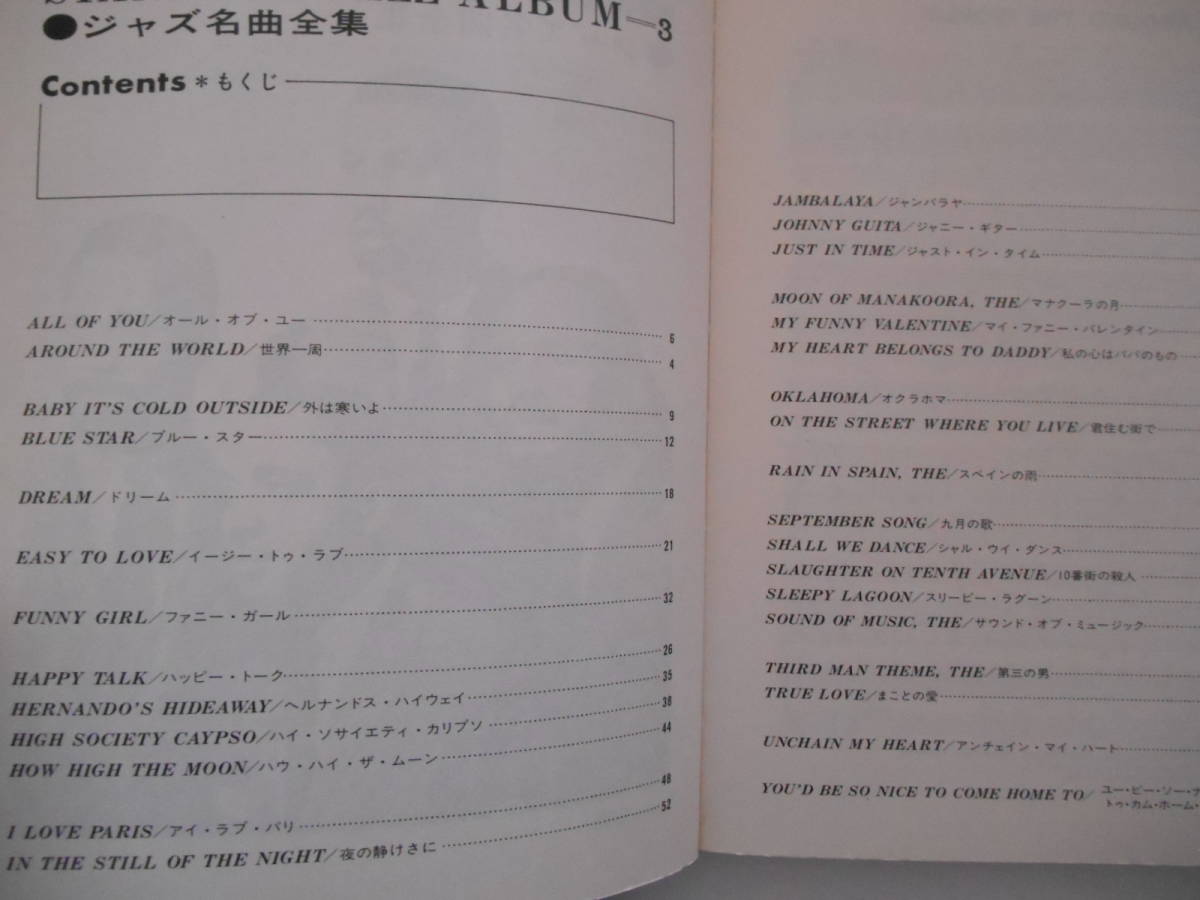 ALBUM—3
●ジャズ名曲全集
Contents＊もくじ
ALL OF YOU/オール・オブ・ユー 6
AROUND THE WORLD/世界一周 4
BABY IT'S COLD OUTSIDE/外は寒いよ 9
BLUE STAR/ブルー・スター 12
DREAM/ドリーム 18
EASY TO LOVE/イージー・トゥ・ラブ 21
FUNNY GIRL/ファニー・ガール 32
HAPPY TALK/ハッピー・トーク 26
HERNANDO'S HIDEAWAY/ヘルナンドス・ハイウェイ 35
HIGH SOCIETY CAYPSO/ハイ・ソサイエティ・カリプソ 38
HOW HIGH THE MOON/ハウ・ハイ・ザ・ムーン 44
I LOVE PARIS/アイ・ラブ・パリ 48
IN THE STILL OF THE NIGHT/夜の静けさに 52
JAMBALAYA/ジャンバラヤ
JOHNNY GUITA/ジャニー・ギター
JUST IN TIME/ジャスト・イン・タイム
MOON OF MANAKOORA, THE/マナクーラの月
MY FUNNY VALENTINE/マイ・ファニー・バレンタイン
MY HEART BELONGS TO DADDY/私の心はパパのもの
OKLAHOMA/オクラホマ
ON THE STREET WHERE YOU LIVE/君住む街で
RAIN IN SPAIN, THE/スペインの雨
SEPTEMBER SONG/九月の歌
SHALL WE DANCE/シャル・ウイ・ダンス
SLAUGHTER ON TENTH AVENUE/10番街の殺人
SLEEPY LAGOON/スリーピー・ラグーン
SOUND OF MUSIC, THE/サウンド・オブ・ミュージック
THIRD MAN THEME, THE/第三の男
TRUE LOVE/まことの愛
UNCHAIN MY HEART/アンチェイン・マイ・ハート
YOU'D BE SO NICE TO COME HOME TO/ユー・ビー・ソー・
トゥ・カム・ホーム・